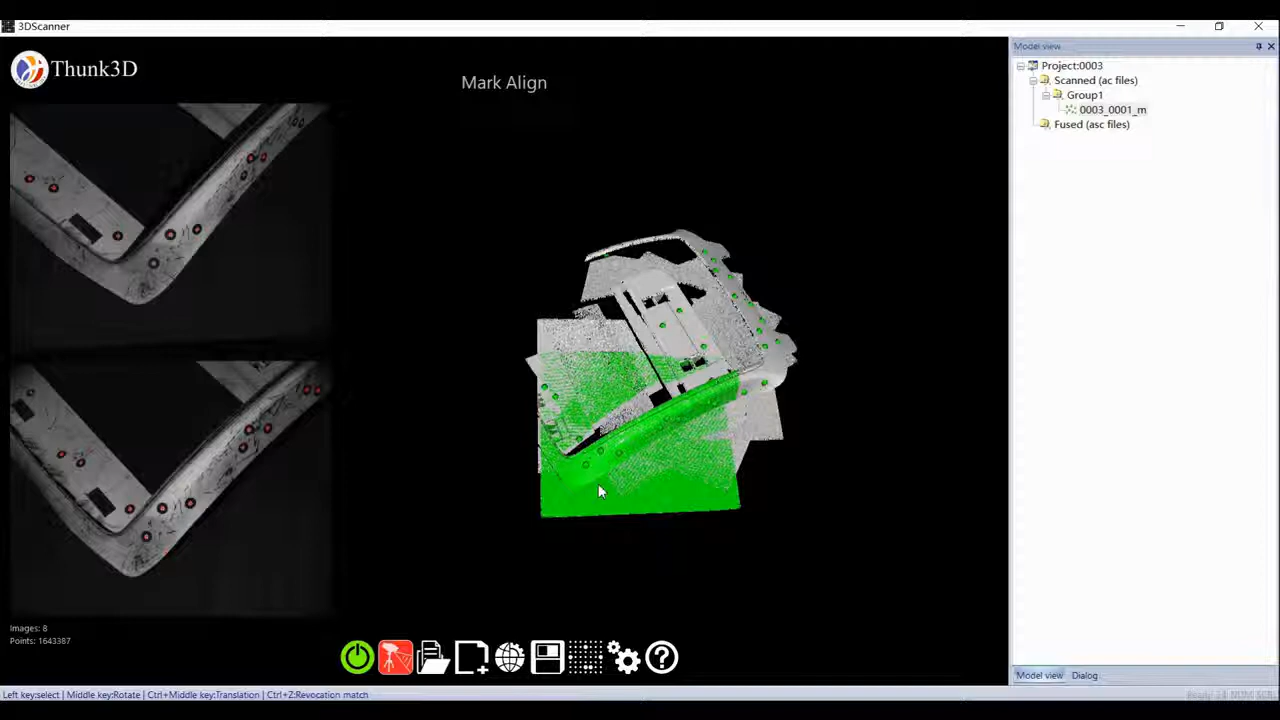 3DScanner
Thunk3D
Mark Align
Model view
Project:0003
Scanned (ac files)
Group1
0003_0001_m
Fused (asc files)
Images: 8
Points: 1643387
Model view
Dialog
Left key:select | Middle key:Rotate | Ctrl+Middle key:Translation | Ctrl+Z:Revocation match